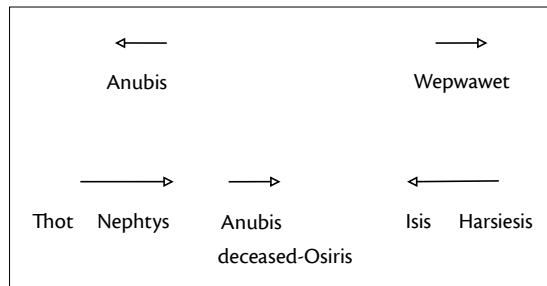 Anubis Wepwawet
Thot Nephtys Anubis Isis Harsiesis
deceased-Osiris